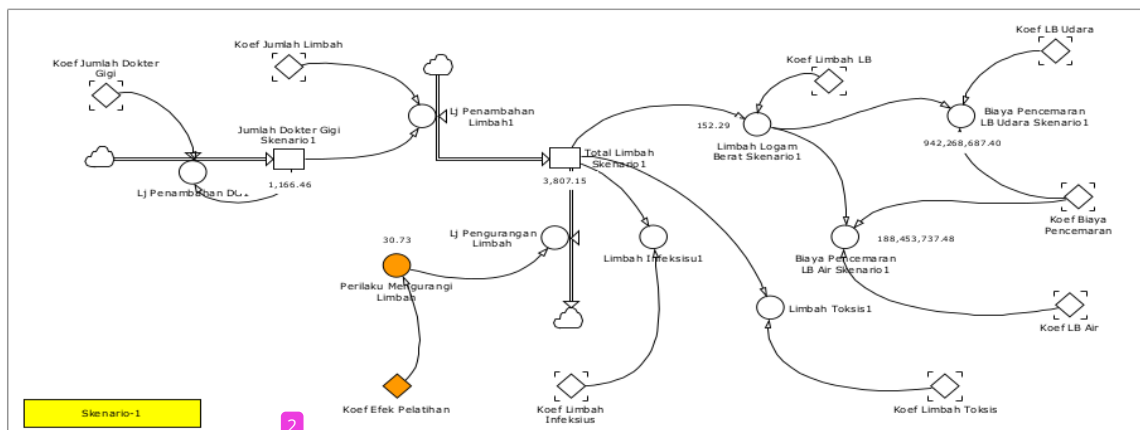 Koef Jumlah Dokter
Gigi
Koef Jumlah Limbah
Koef LB Udara
Koef Limbah LB
Lj Penambahan
Limbah1
Biaya Pencemaran
LB Udara Skenario1
942,268,687.40
152.29
Limbah Logam
Berat Skenario1
Jumlah Dokter Gigi
Skenario1
1,166.46
Lj Penambahan DG1
Total Limbah
Skenario1
3,807.15
Koef Biaya
Pencemaran
30.73
Lj Pengurangan
Limbah
Limbah Infeksisu1
188,453,737.48
Biaya Pencemaran
LB Air Skenario1
Perilaku Mengurangi
Limbah
Limbah Toksis1
Koef LB Air
Koef Efek Pelatihan
Koef Limbah
Infeksius
Koef Limbah Toksis
Skenario-1
2